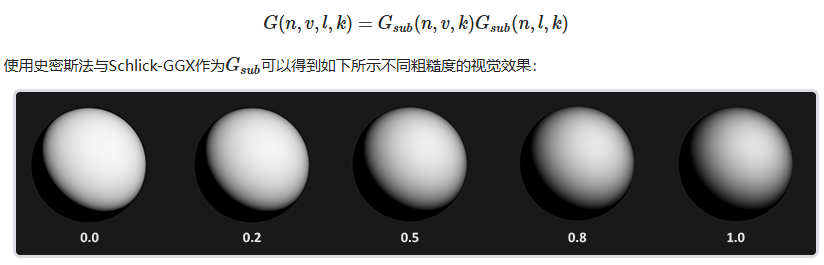 G(n, v, l, k) = G_{sub}(n, v, k)G_{sub}(n, l, k)
使用史密斯法与Schlick-GGX作为G_{sub}可以得到如下所示不同粗糙度的视觉效果：
0.0 0.2 0.5 0.8 1.0